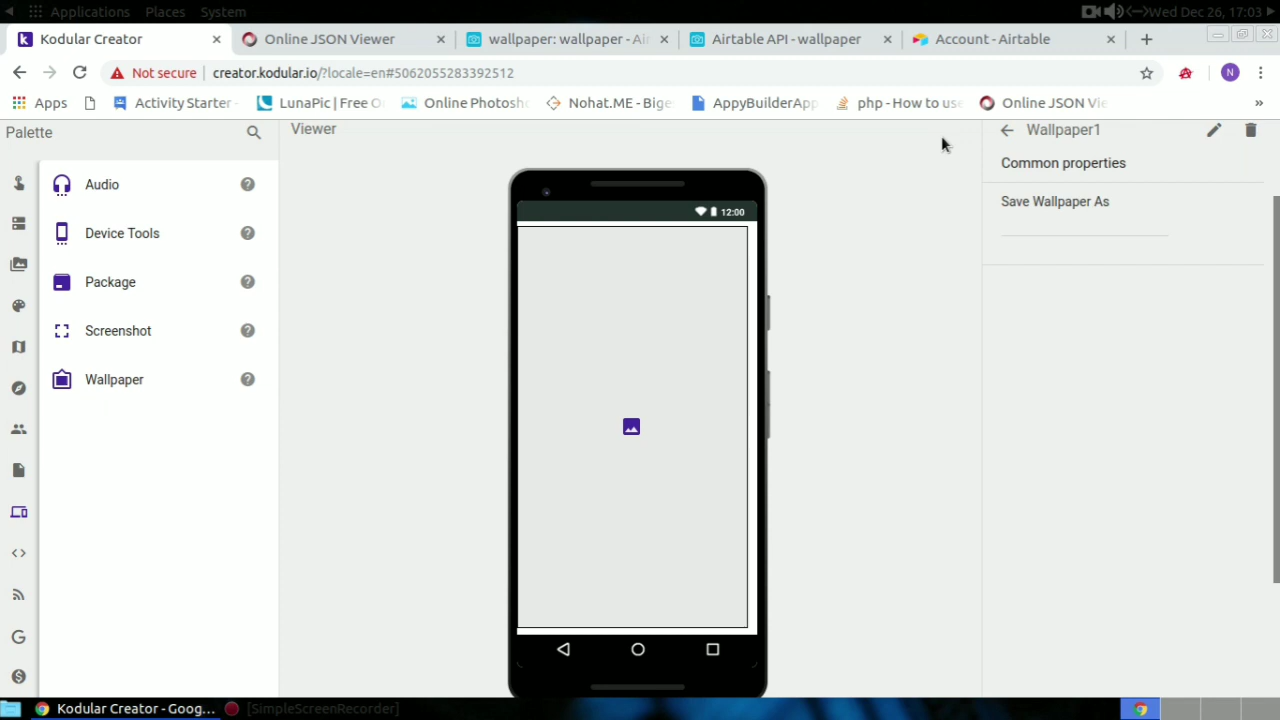 Applications Places System Wed Dec 26, 17:03
Kodular Creator Online JSON Viewer wallpaper: wallpaper - Air Airtable API - wallpaper Account - Airtable
Not secure creator.kodular.io/?locale=en#5062055283392512 N
Apps Activity Starter - LunaPic | Free O Online Photosh Nohat.ME - Bige AppyBuilderAp php - How to use Online JSON Vie »
Palette
Viewer
Wallpaper1
Common properties
Save Wallpaper As
Audio ?
Device Tools ?
Package ?
Screenshot ?
Wallpaper ?
12:00
Kodular Creator - Goog... [SimpleScreenRecorder]